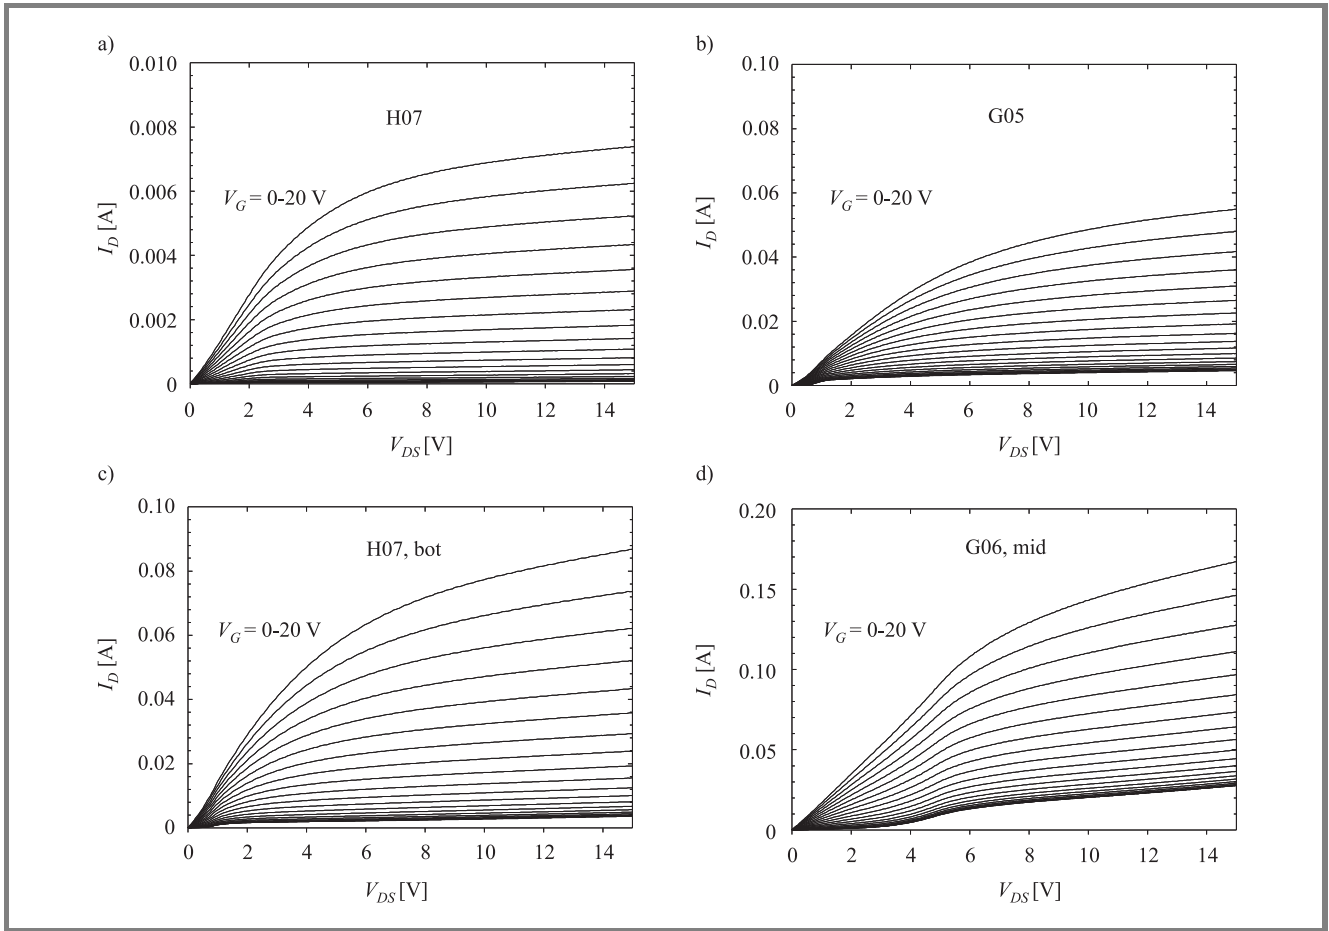 a)
0.010
0.008
0.006
0.004
0.002
0
I_D [A]
H07
V_G = 0-20 V
0 2 4 6 8 10 12 14
V_DS [V]
b)
0.10
0.08
0.06
0.04
0.02
0
I_D [A]
G05
V_G = 0-20 V
0 2 4 6 8 10 12 14
V_DS [V]
c)
0.10
0.08
0.06
0.04
0.02
0
I_D [A]
H07, bot
V_G = 0-20 V
0 2 4 6 8 10 12 14
V_DS [V]
d)
0.20
0.15
0.10
0.05
0
I_D [A]
G06, mid
V_G = 0-20 V
0 2 4 6 8 10 12 14
V_DS [V]